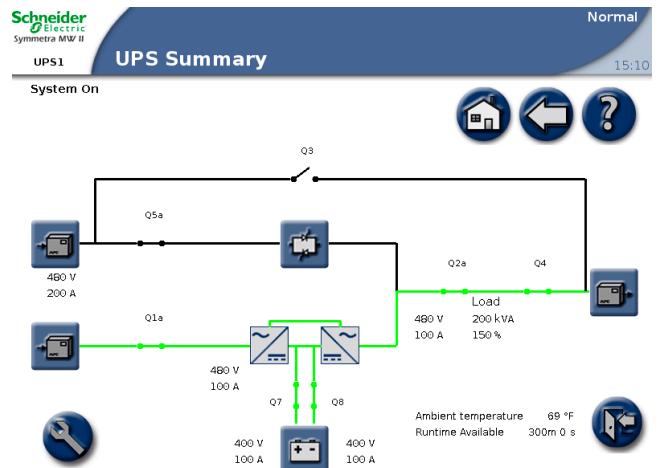 Schneider
Electric
Symmetra MW II
Normal
UPS1
UPS Summary
15:10
System On
?
Q3
Q5a
480 V
200 A
Q2a
Q4
Load
480 V 200 kVA
100 A 150 %
Q1a
480 V
100 A
Q7
Q8
Ambient temperature 69 °F
Runtime Available 300m 0 s
400 V
100 A
400 V
100 A